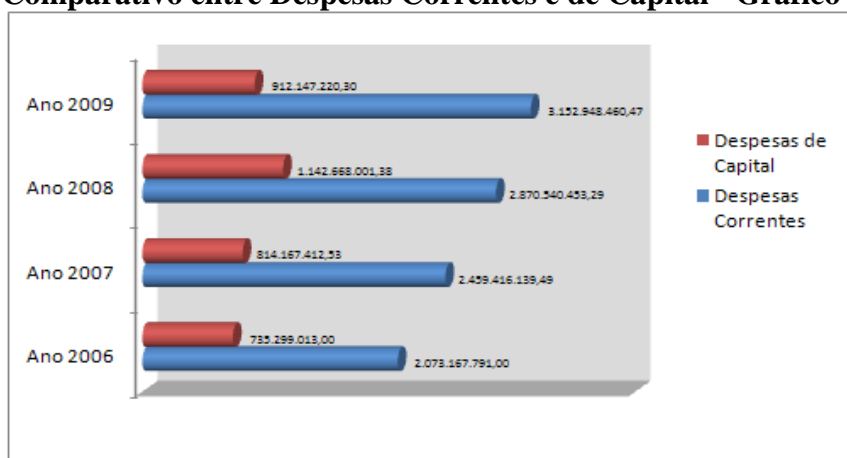 Comparativo entre Despesas Correntes e de Capital - Gráfico
Ano 2009
912.147.220,30
3.152.948.460,47
Ano 2008
1.142.668.001,38
2.870.540.453,29
Ano 2007
814.167.412,53
2.459.416.139,49
Ano 2006
735.299.013,00
2.073.167.791,00
Despesas de
Capital
Despesas
Correntes